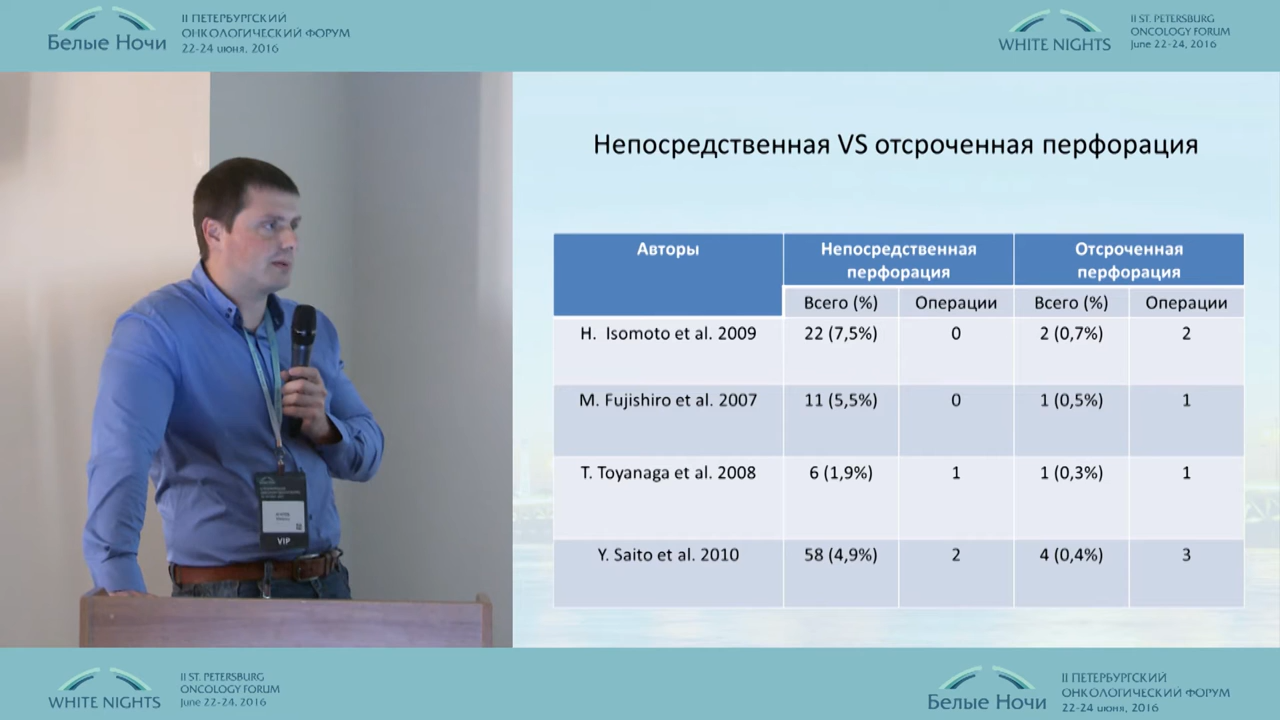 II ПЕТЕРБУРГСКИЙ
ОНКОЛОГИЧЕСКИЙ ФОРУМ
Белые Ночи
22-24 июня, 2016
II ST. PETERSBURG
ONCOLOGY FORUM
WHITE NIGHTS
June 22-24, 2016
Непосредственная VS отсроченная перфорация
Авторы
Непосредственная
перфорация
Отсроченная
перфорация
Всего (%) Операции Всего (%) Операции
H. Isomoto et al. 2009 22 (7,5%) 0 2 (0,7%) 2
M. Fujishiro et al. 2007 11 (5,5%) 0 1 (0,5%) 1
T. Toyanaga et al. 2008 6 (1,9%) 1 1 (0,3%) 1
Y. Saito et al. 2010 58 (4,9%) 2 4 (0,4%) 3
VIP
II ST. PETERSBURG
ONCOLOGY FORUM
WHITE NIGHTS
June 22-24, 2016
II ПЕТЕРБУРГСКИЙ
ОНКОЛОГИЧЕСКИЙ ФОРУМ
Белые Ночи
22-24 июня, 2016